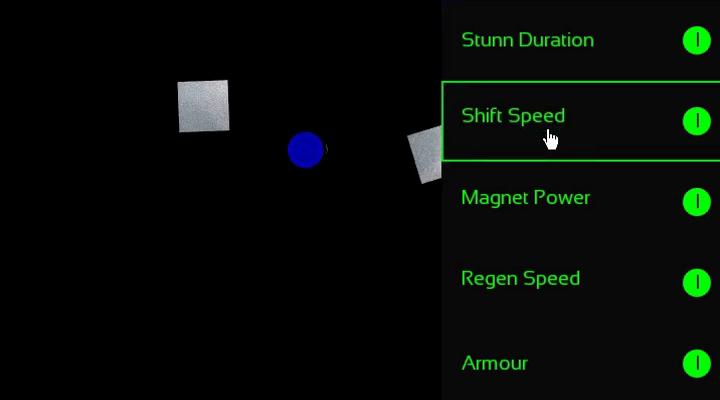 Stunn Duration
Shift Speed
Magnet Power
Regen Speed
Armour